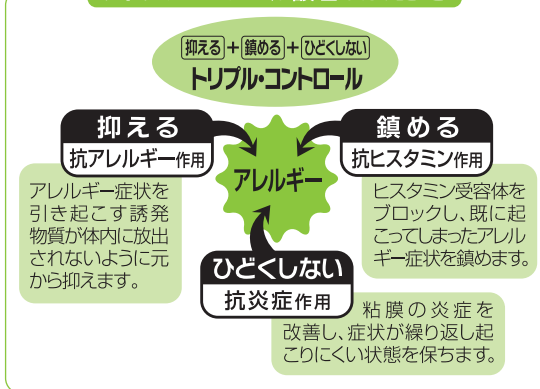 抑える＋鎮める＋ひどくしない
トリプル・コントロール
抑える
抗アレルギー作用
アレルギー症状を
引き起こす誘発
物質が体内に放出
されないように元
から抑えます。
アレルギー
鎮める
抗ヒスタミン作用
ヒスタミン受容体を
ブロックし、既に起
こってしまったアレル
ギー症状を鎮めます。
ひどくしない
抗炎症作用
粘膜の炎症を
改善し、症状が繰り返し起
こりにくい状態を保ちます。